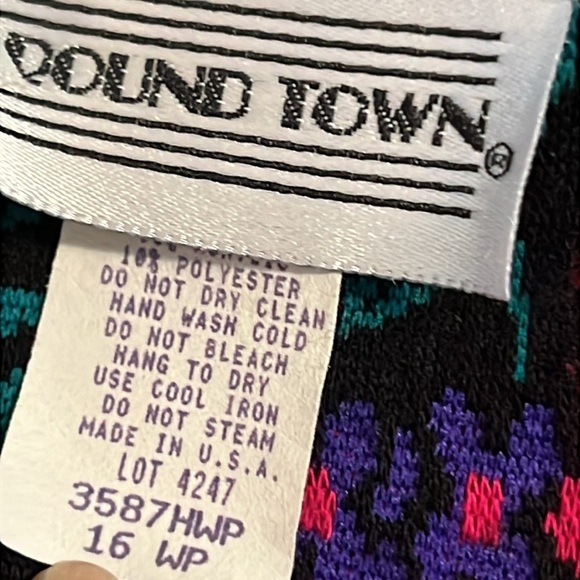 OUND TOWN®
10% POLYESTER
DO NOT DRY CLEAN
HAND WASH COLD
DO NOT BLEACH
HANG TO DRY
USE COOL IRON
DO NOT STEAM
MADE IN U.S.A.
LOT 4247
3587HWP
16 WP